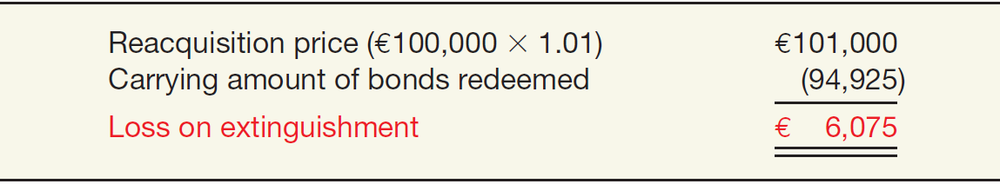 Reacquisition price (€100,000 × 1.01) €101,000
Carrying amount of bonds redeemed (94,925)
Loss on extinguishment € 6,075